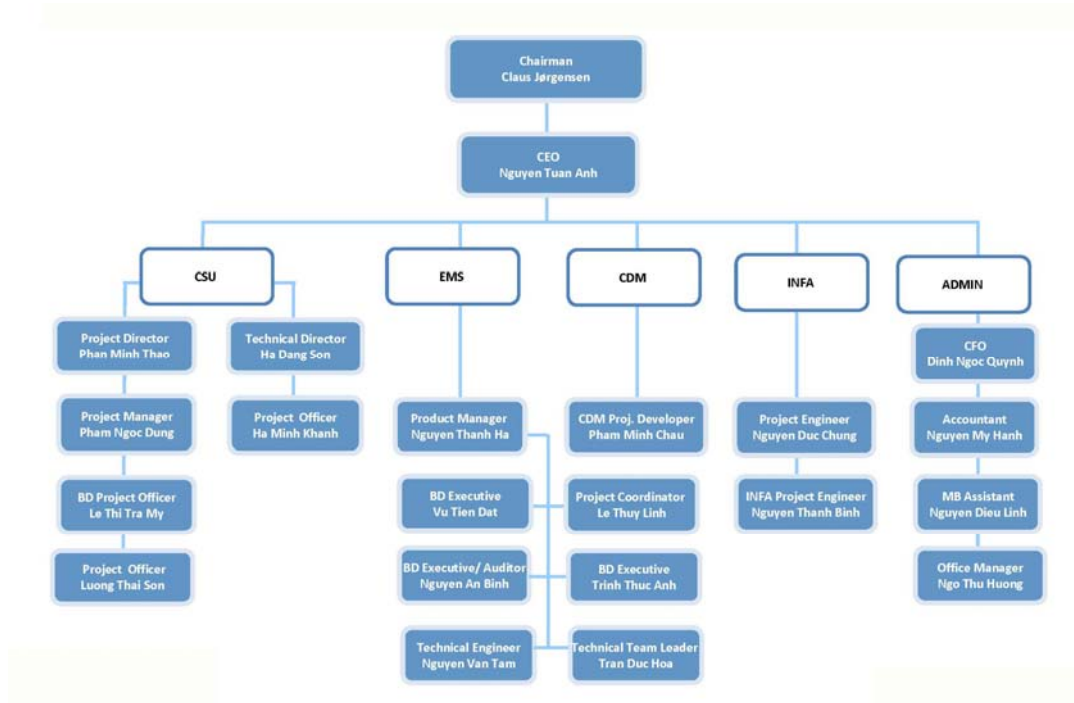 Chairman
Claus Jørgensen
CEO
Nguyen Tuan Anh
CSU
EMS
CDM
INFA
ADMIN
Project Director
Phan Minh Thao
Technical Director
Ha Dang Son
CFO
Dinh Ngoc Quynh
Project Manager
Pham Ngoc Dung
Project Officer
Ha Minh Khanh
Product Manager
Nguyen Thanh Ha
CDM Proj. Developer
Pham Minh Chau
Project Engineer
Nguyen Duc Chung
Accountant
Nguyen My Hanh
BD Project Officer
Le Thi Tra My
BD Executive
Vu Tien Dat
Project Coordinator
Le Thuy Linh
INFA Project Engineer
Nguyen Thanh Binh
MB Assistant
Nguyen Dieu Linh
Project Officer
Luong Thai Son
BD Executive/ Auditor
Nguyen An Binh
BD Executive
Trinh Thuc Anh
Office Manager
Ngo Thu Huong
Technical Engineer
Nguyen Van Tam
Technical Team Leader
Tran Duc Hoa